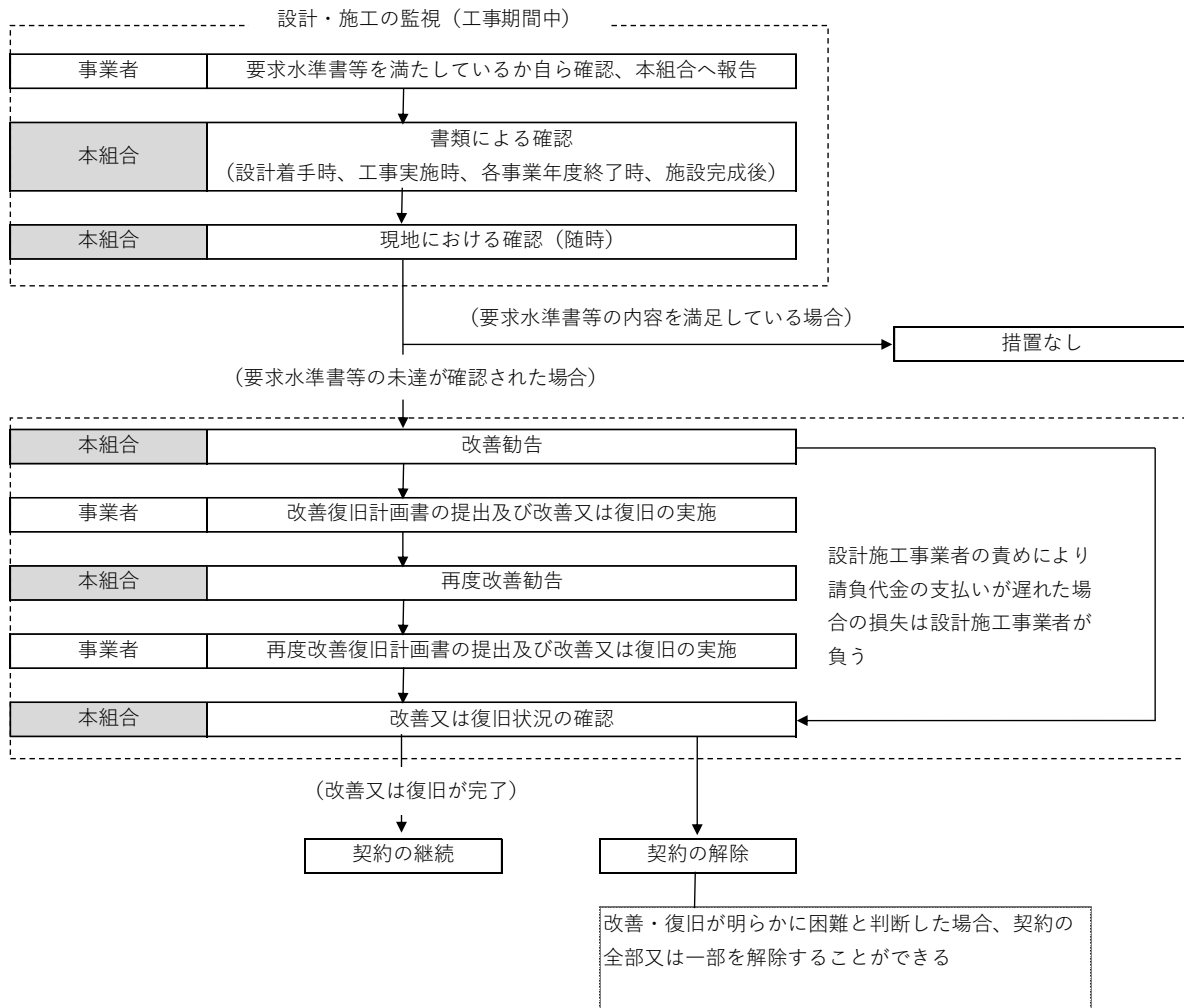 設計・施工の監視（工事期間中）
事業者 要求水準書等を満たしているか自ら確認、本組合へ報告
本組合 書類による確認
（設計着手時、工事実施時、各事業年度終了時、施設完成後）
本組合 現地における確認（随時）
（要求水準書等の内容を満足している場合）
措置なし
（要求水準書等の未達が確認された場合）
本組合 改善勧告
事業者 改善復旧計画書の提出及び改善又は復旧の実施
本組合 再度改善勧告
事業者 再度改善復旧計画書の提出及び改善又は復旧の実施
本組合 改善又は復旧状況の確認
設計施工事業者の責めにより
請負代金の支払いが遅れた場
合の損失は設計施工事業者が
負う
（改善又は復旧が完了）
契約の継続
契約の解除
改善・復旧が明らかに困難と判断した場合、契約の
全部又は一部を解除することができる